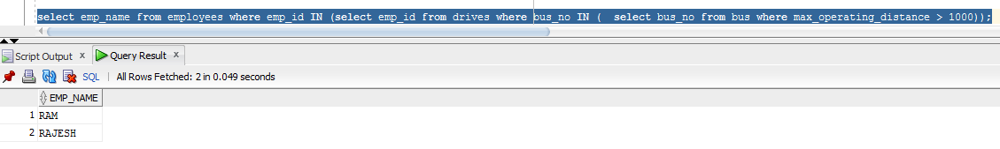 select emp_name from employees where emp_id IN (select emp_id from drives where bus_no IN (  select bus_no from bus where max_operating_distance > 1000));
Script Output x Query Result x
SQL | All Rows Fetched: 2 in 0.049 seconds
EMP_NAME
1 RAM
2 RAJESH